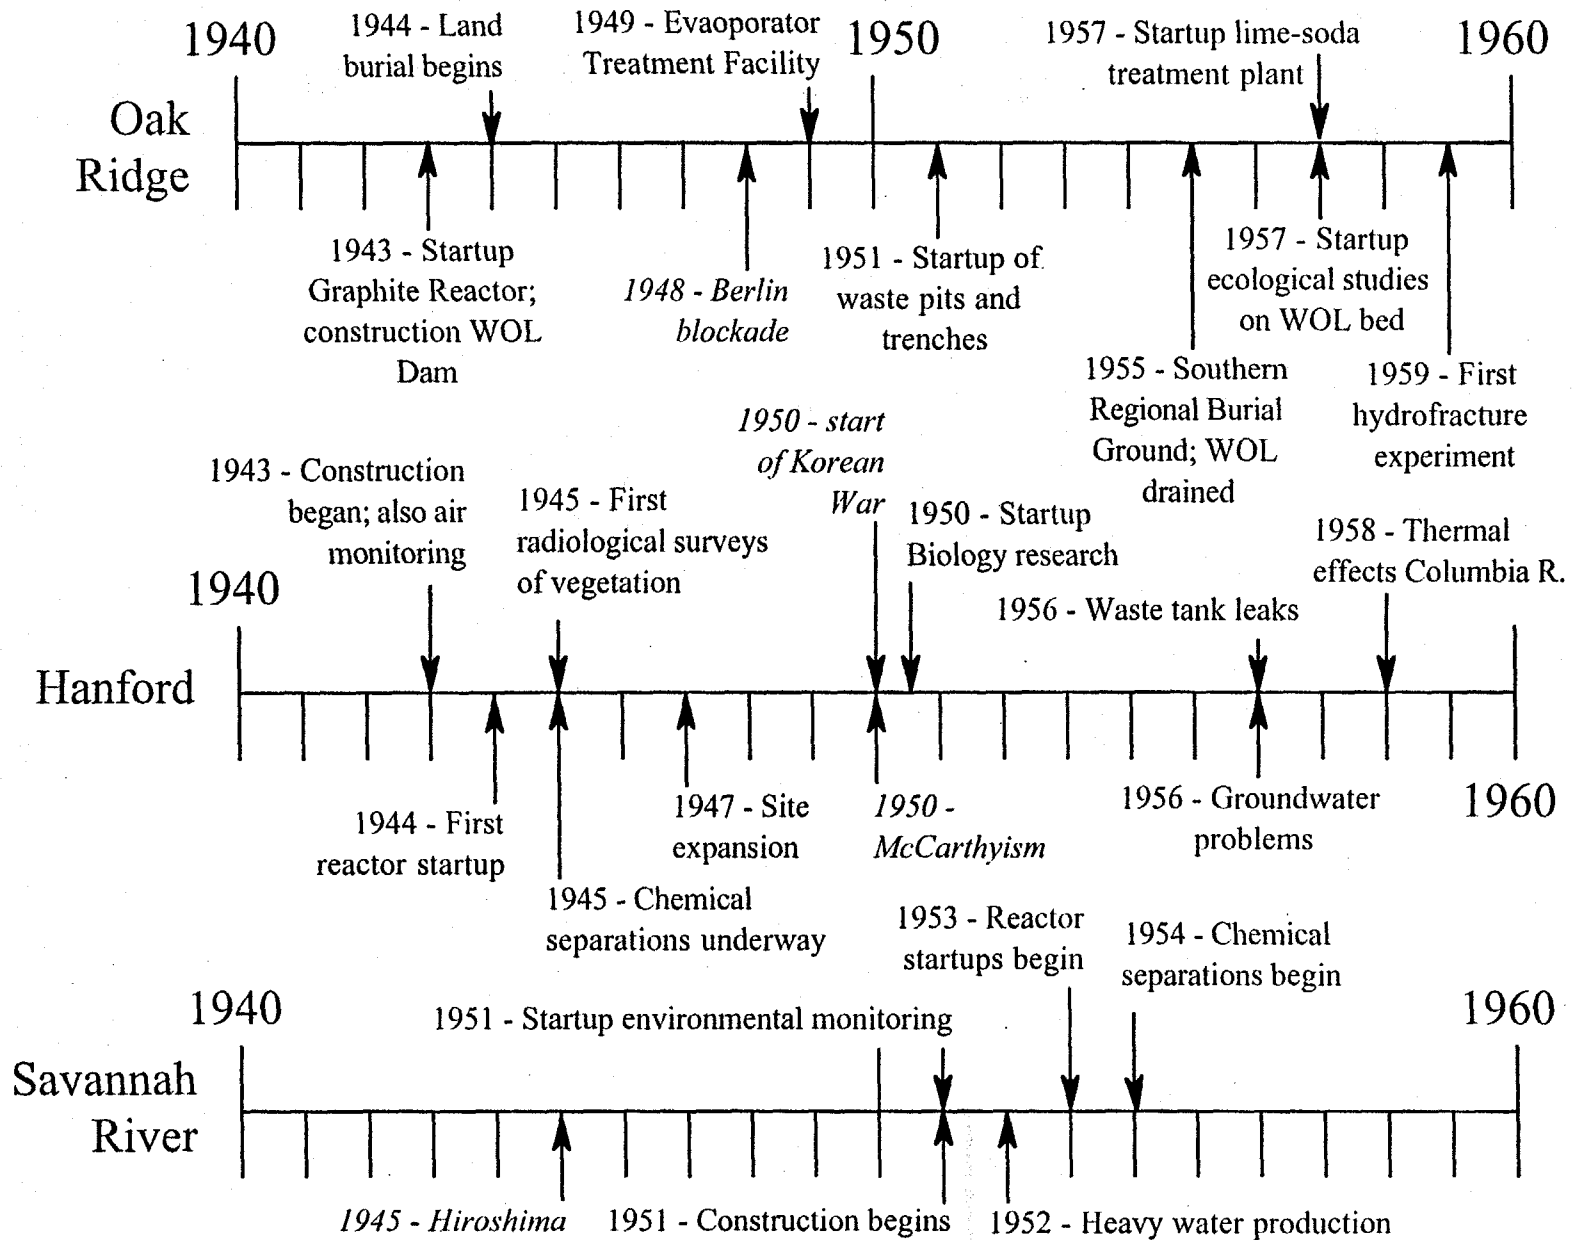 1940
1944 - Land
burial begins
1949 - Evaoporator
Treatment Facility
1950
1957 - Startup lime-soda
treatment plant
1960
Oak
Ridge
1943 - Startup
Graphite Reactor;
construction WOL
Dam
1948 - Berlin
blockade
1951 - Startup of
waste pits and
trenches
1955 - Southern
Regional Burial
Ground; WOL
drained
1957 - Startup
ecological studies
on WOL bed
1959 - First
hydrofracture
experiment
1940
1943 - Construction
began; also air
monitoring
1945 - First
radiological surveys
of vegetation
1950 - start
of Korean
War
1950 - Startup
Biology research
1956 - Waste tank leaks
1958 - Thermal
effects Columbia R.
Hanford
1944 - First
reactor startup
1945 - Chemical
separations underway
1947 - Site
expansion
1950 -
McCarthyism
1956 - Groundwater
problems
1960
1940
1951 - Startup environmental monitoring
1953 - Reactor
startups begin
1954 - Chemical
separations begin
1960
Savannah
River
1945 - Hiroshima
1951 - Construction begins
1952 - Heavy water production